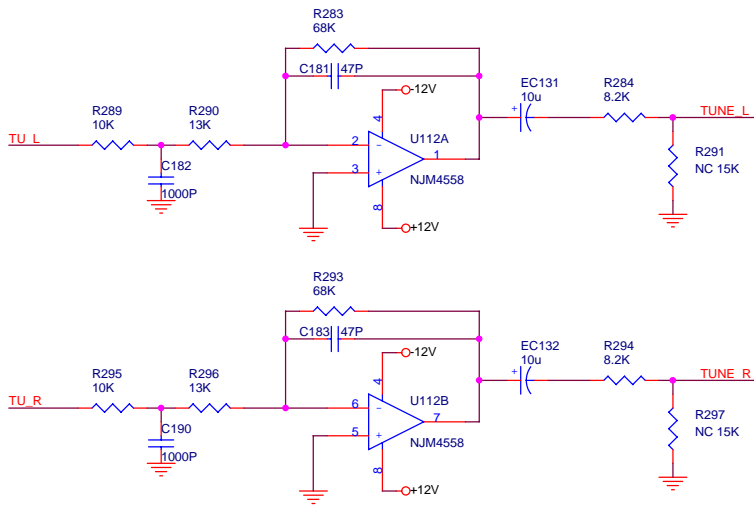 R283
68K
C181 47P
-12V
EC131
10u
R284
8.2K
R289
10K
R290
13K
4
TU_L
2
U112A
1
TUNE_L
C182
1000P
3
NJM4558
8
R291
NC 15K
+12V
R293
68K
C183 47P
-12V
EC132
10u
R294
8.2K
R295
10K
R296
13K
4
TU_R
6
U112B
7
TUNE_R
C190
1000P
5
NJM4558
8
R297
NC 15K
+12V